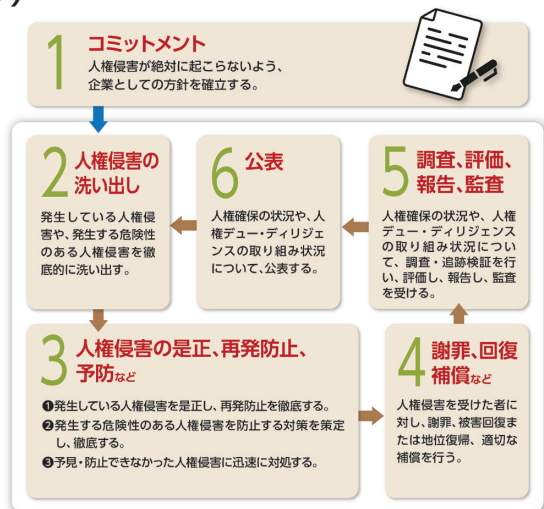 1
コミットメント
人権侵害が絶対に起こらないよう、
企業としての方針を確立する。
2
人権侵害の
洗い出し
発生している人権侵
害や、発生する危険性
のある人権侵害を徹
底的に洗い出す。
3
人権侵害の是正、再発防止、
予防など
❶発生している人権侵害を是正し、再発防止を徹底する。
❷発生する危険性のある人権侵害を防止する対策を策定
し、徹底する。
❸予見・防止できなかった人権侵害に迅速に対処する。
4
謝罪、回復
補償など
人権侵害を受けた者に
対し、謝罪、被害回復ま
たは地位復帰、適切な
補償を行う。
5
調査、評価、
報告、監査
人権確保の状況や、人権
デュー・ディリジェンス
の取り組み状況につい
て、調査・追跡検証を行
い、評価し、報告し、監査
を受ける。
6
公表
人権確保の状況や、人
権デュー・ディリジェ
ンスの取り組み状況
について、公表する。